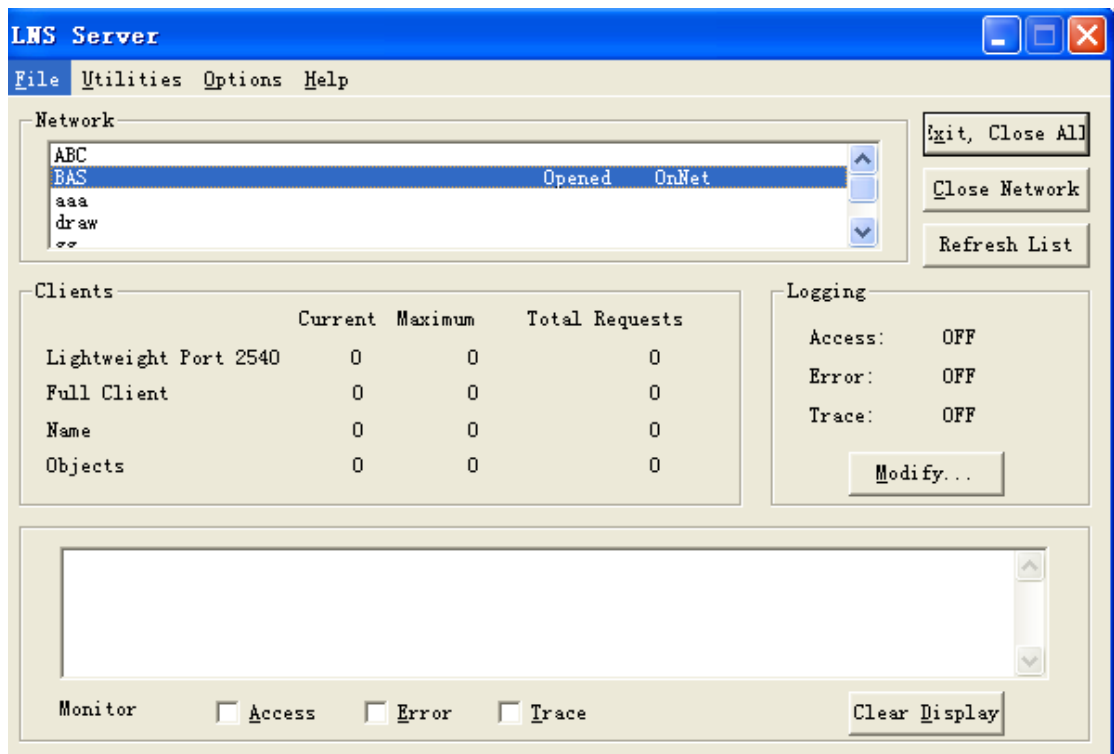 LNS Server
File Utilities Options Help
Network
ABC
BAS Opened OnNet
aaa
draw
Exit, Close All
Close Network
Refresh List
Clients
Current Maximum Total Requests
Lightweight Port 2540 0 0 0
Full Client 0 0 0
Name 0 0 0
Objects 0 0 0
Logging
Access: OFF
Error: OFF
Trace: OFF
Modify...
Monitor Access Error Trace Clear Display